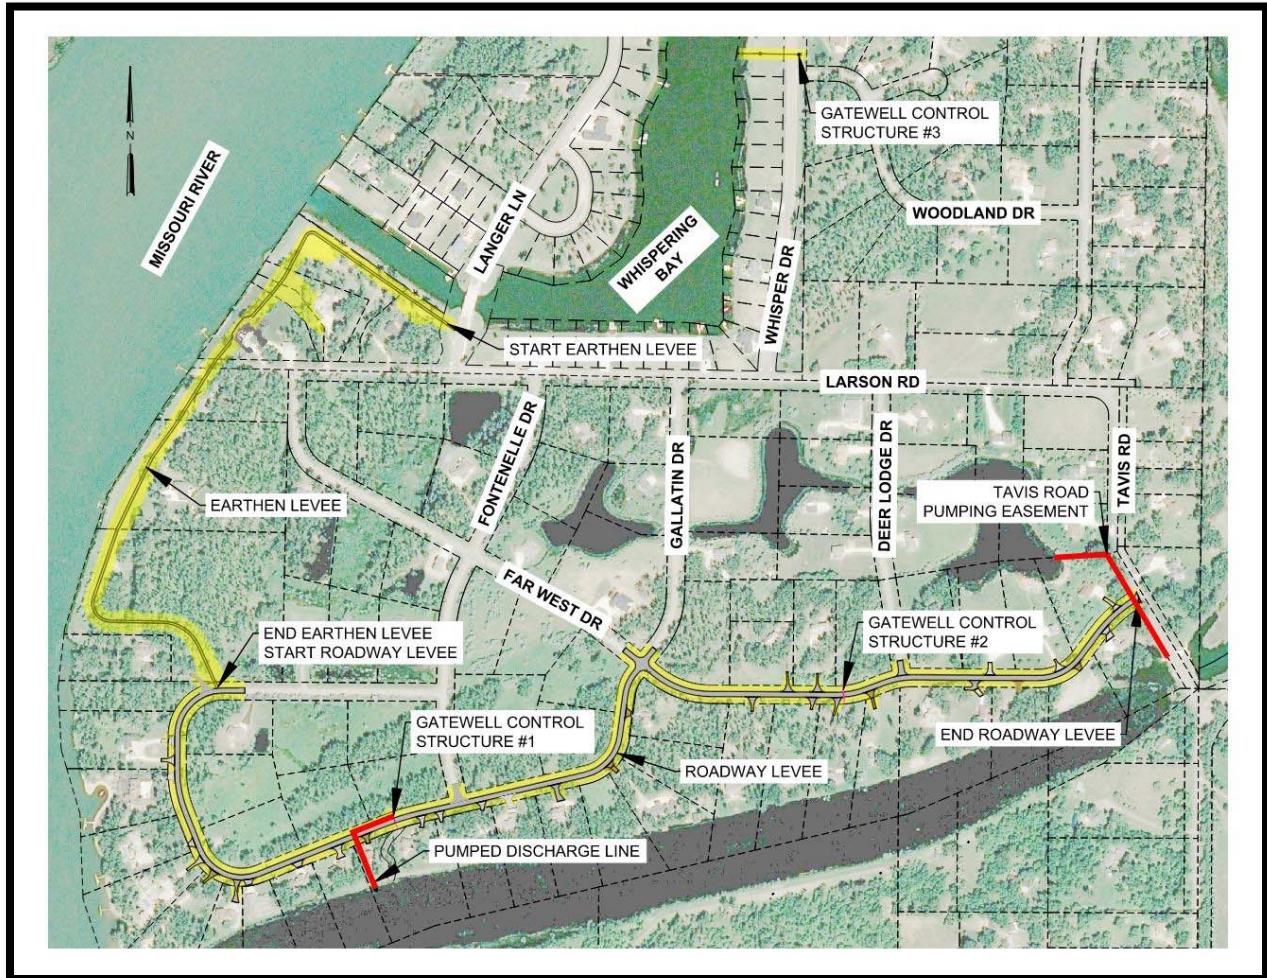 GATEWELL CONTROL
STRUCTURE #3
N
MISSOURI RIVER
LANGER LN
WHISPERING
BAY
WHISPER DR
WOODLAND DR
START EARTHEN LEVEE
LARSON RD
FONTENELLE DR
GALLATIN DR
DEER LODGE DR
TAVIS RD
EARTHEN LEVEE
TAVIS ROAD
PUMPING EASEMENT
FAR WEST DR
END EARTHEN LEVEE
START ROADWAY LEVEE
GATEWELL CONTROL
STRUCTURE #2
GATEWELL CONTROL
STRUCTURE #1
END ROADWAY LEVEE
ROADWAY LEVEE
PUMPED DISCHARGE LINE